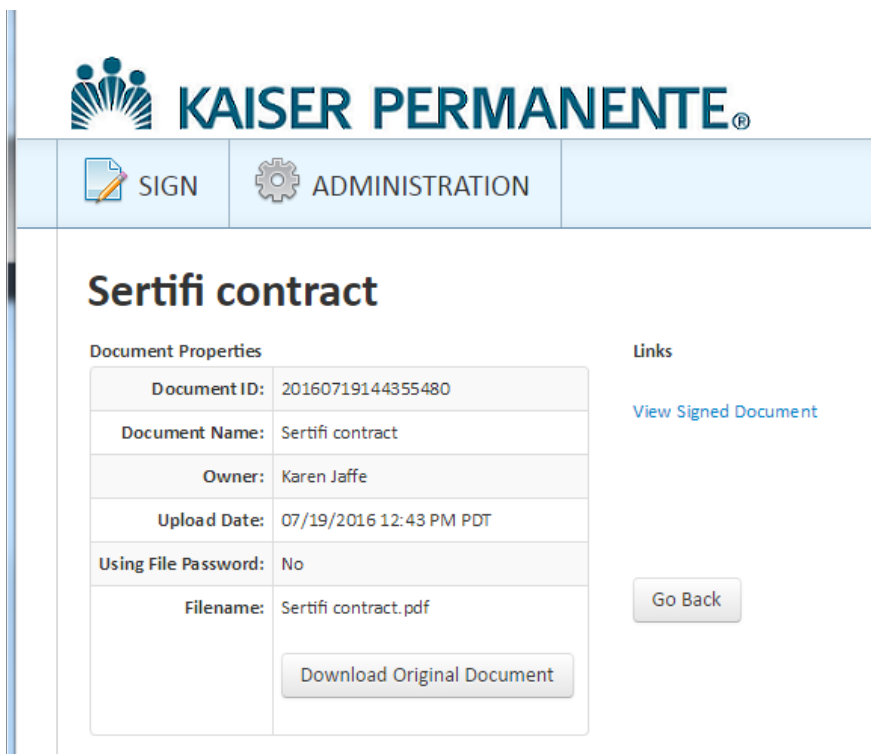 KAISER PERMANENTE®
SIGN ADMINISTRATION
Sertifi contract
Document Properties
Document ID: 20160719144355480
Document Name: Sertifi contract
Owner: Karen Jaffe
Upload Date: 07/19/2016 12:43 PM PDT
Using File Password: No
Filename: Sertifi contract.pdf
Download Original Document
Links
View Signed Document
Go Back